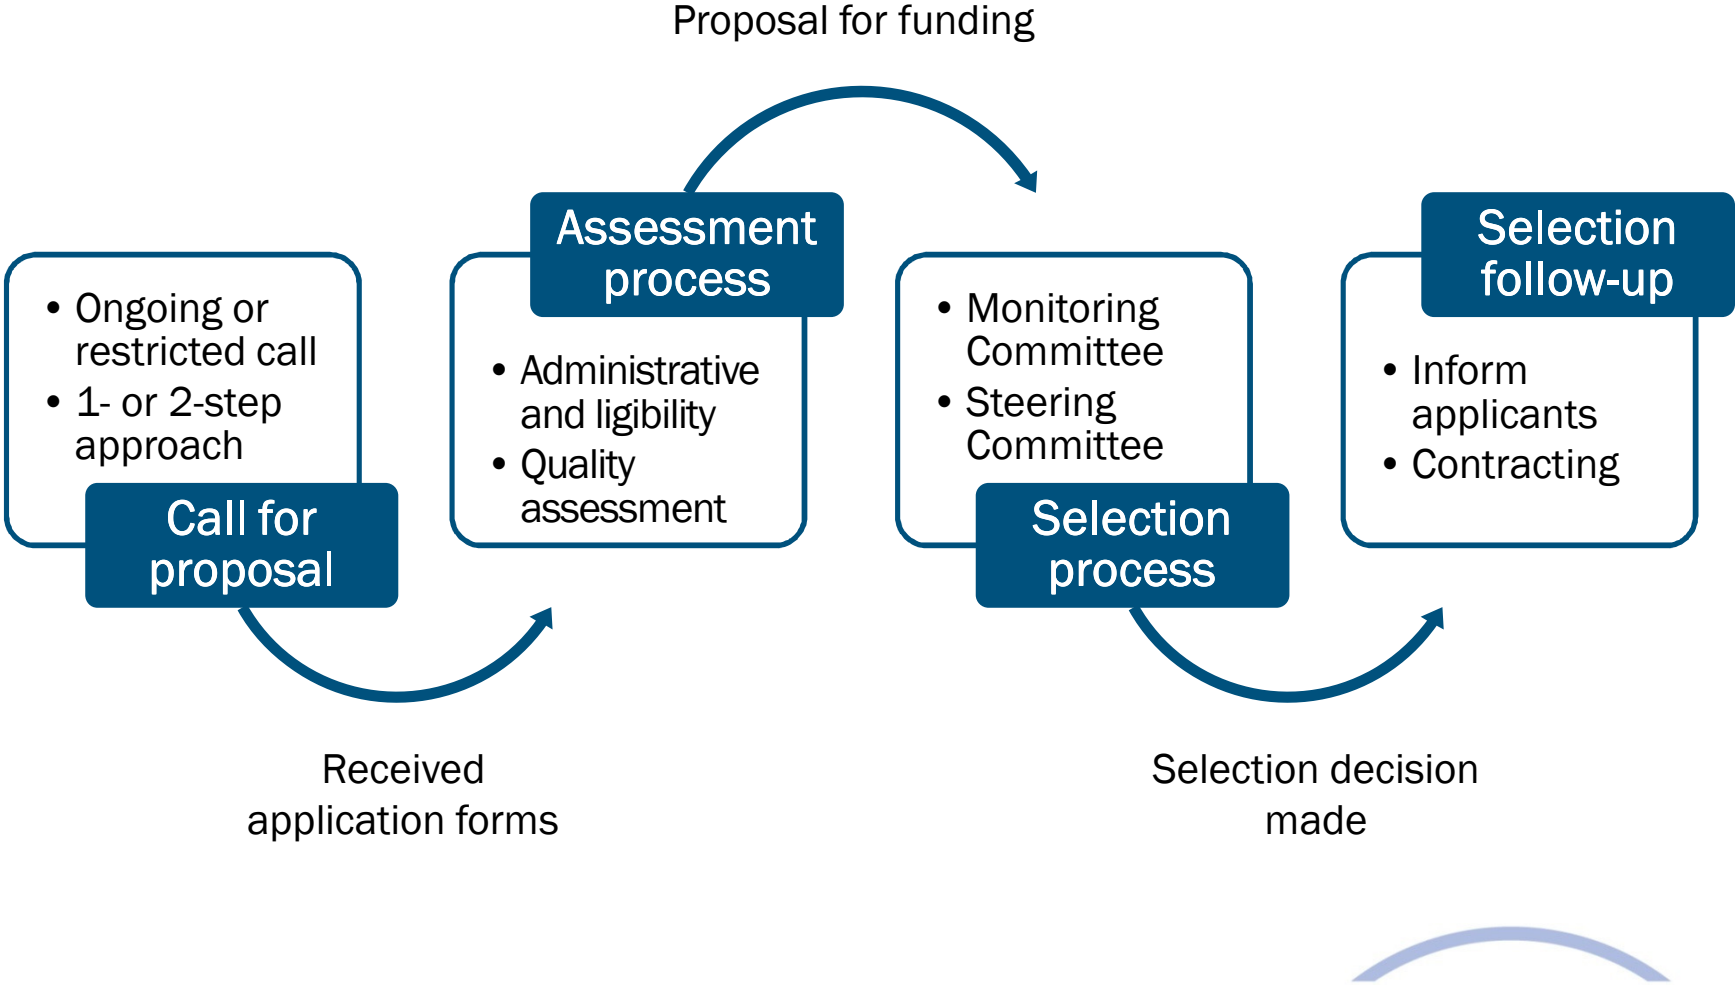 Proposal for funding
• Ongoing or
restricted call
• 1- or 2-step
approach
Call for
proposal
Received
application forms
Assessment
process
• Administrative
and ligibility
• Quality
assessment
• Monitoring
Committee
• Steering
Committee
Selection
process
Selection decision
made
Selection
follow-up
• Inform
applicants
• Contracting